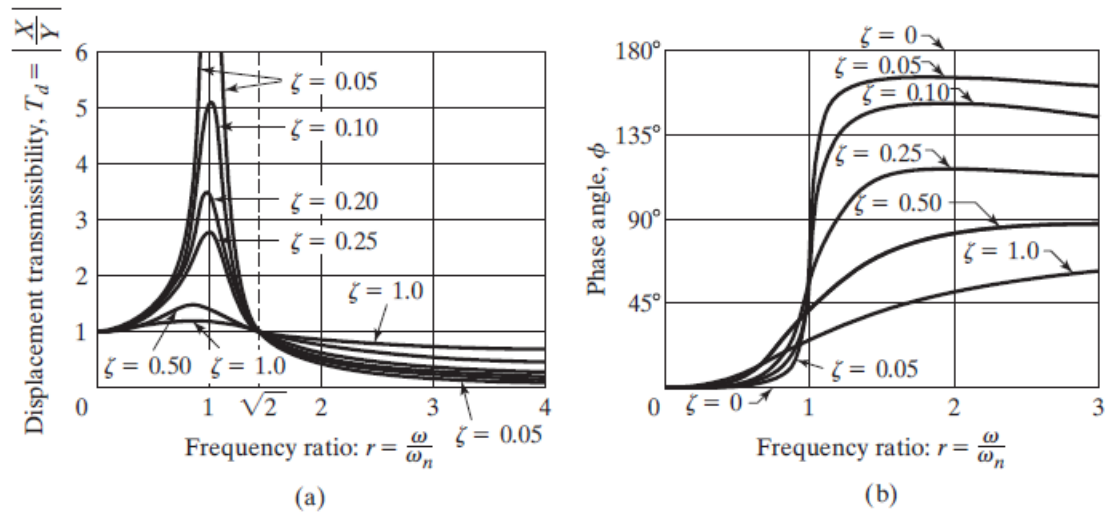 Displacement transmissibility, T_d = |X/Y|
6
5
4
3
2
1
0
1
√2
2
3
4
ζ = 0.05
ζ = 0.10
ζ = 0.20
ζ = 0.25
ζ = 1.0
ζ = 0.50
ζ = 1.0
ζ = 0.05
Frequency ratio: r = ω/ω_n
(a)
Phase angle, ϕ
180°
135°
90°
45°
0
1
2
3
ζ = 0
ζ = 0.05
ζ = 0.10
ζ = 0.25
ζ = 0.50
ζ = 1.0
ζ = 0.05
ζ = 0
Frequency ratio: r = ω/ω_n
(b)